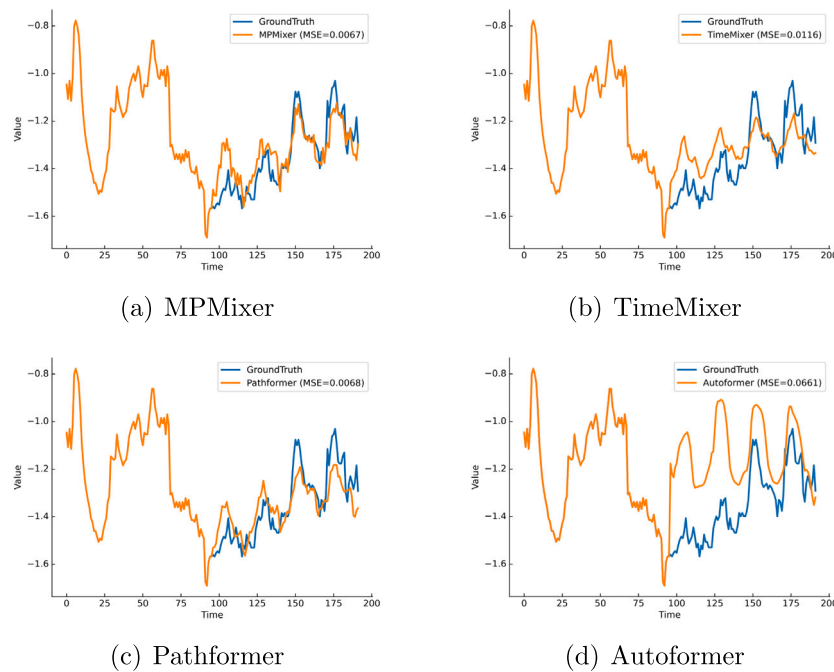 GroundTruth
MPMixer (MSE=0.0067)
−0.8
−1.0
−1.2
−1.4
−1.6
Value
0 25 50 75 100 125 150 175 200
Time
(a) MPMixer
GroundTruth
TimeMixer (MSE=0.0116)
−0.8
−1.0
−1.2
−1.4
−1.6
Value
0 25 50 75 100 125 150 175 200
Time
(b) TimeMixer
GroundTruth
Pathformer (MSE=0.0068)
−0.8
−1.0
−1.2
−1.4
−1.6
Value
0 25 50 75 100 125 150 175 200
Time
(c) Pathformer
GroundTruth
Autoformer (MSE=0.0661)
−0.8
−1.0
−1.2
−1.4
−1.6
Value
0 25 50 75 100 125 150 175 200
Time
(d) Autoformer